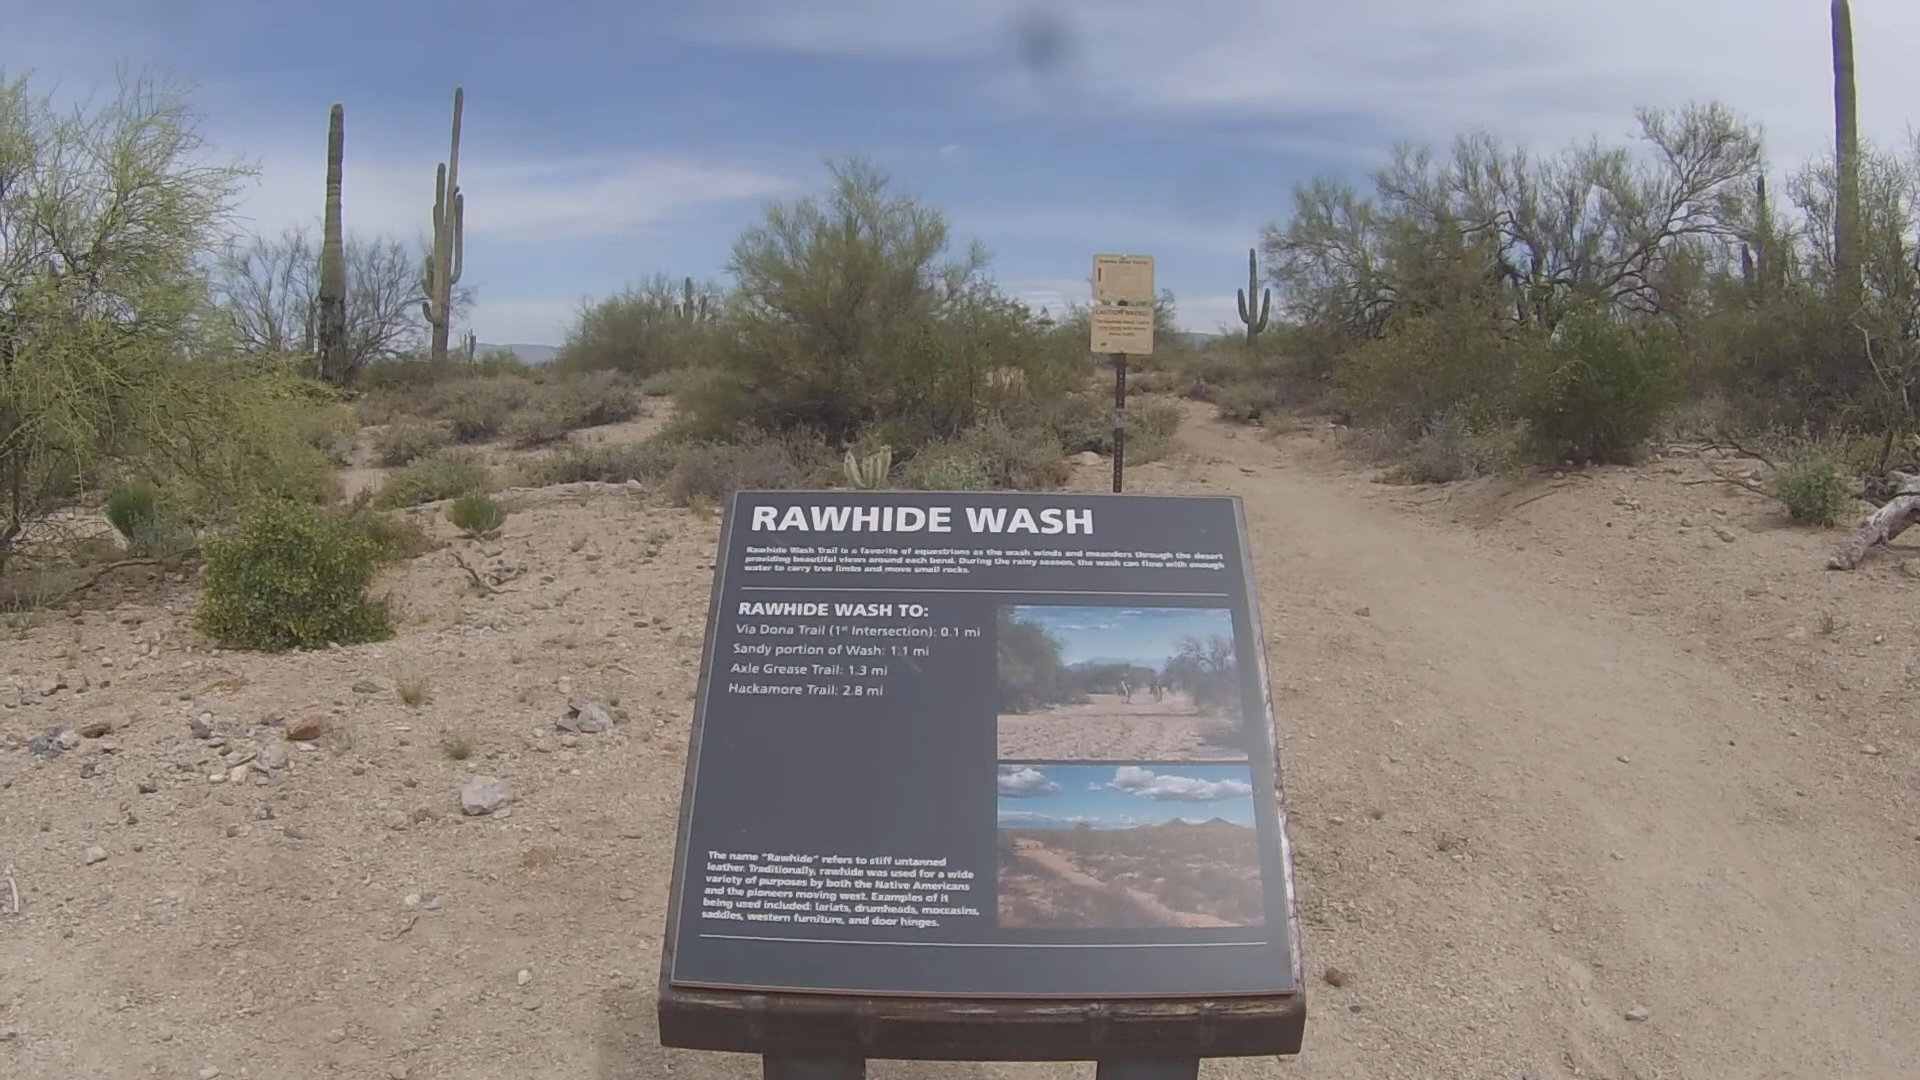 RAWHIDE WASH
Rawhide Wash Trail is a favorite of equestrians as the wash winds and meanders through the desert
providing beautiful views around each bend. During the rainy season, the wash can flow with enough
water to carry tree limbs and move small rocks.
RAWHIDE WASH TO:
Via Dona Trail (1st Intersection): 0.1 mi
Sandy portion of Wash: 1.1 mi
Axle Grease Trail: 1.3 mi
Hackamore Trail: 2.8 mi
The name "Rawhide" refers to stiff untanned
leather. Traditionally, rawhide was used for a wide
variety of purposes by both the Native Americans
and the pioneers moving west. Examples of it
being used included: lariats, drumheads, moccasins,
saddles, western furniture, and door hinges.